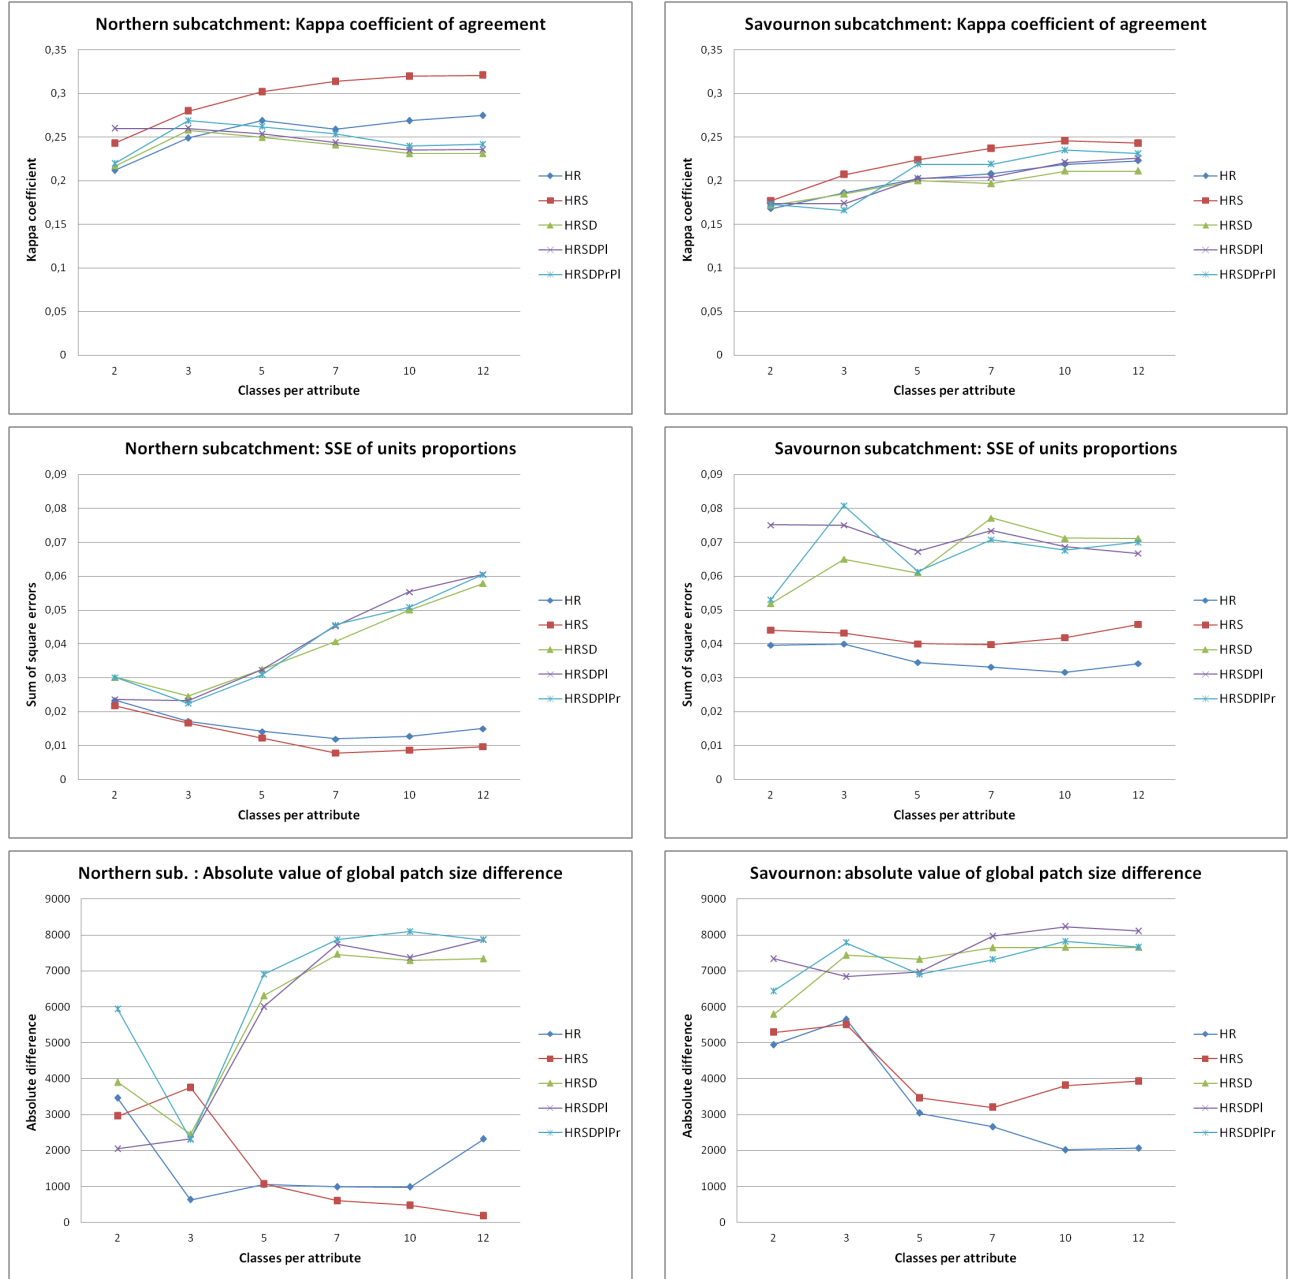 Northern subcatchment: Kappa coefficient of agreement
0,35
0,3
0,25
0,2
0,15
0,1
0,05
0
Kappa coefficient
2 3 5 7 10 12
Classes per attribute
HR
HRS
HRSD
HRSDPl
HRSDPrPl
Savournon subcatchment: Kappa coefficient of agreement
0,35
0,3
0,25
0,2
0,15
0,1
0,05
0
Kappa coefficient
2 3 5 7 10 12
Classes per attribute
HR
HRS
HRSD
HRSDPl
HRSDPrPl
Northern subcatchment: SSE of units proportions
0,09
0,08
0,07
0,06
0,05
0,04
0,03
0,02
0,01
0
Sum of square errors
2 3 5 7 10 12
Classes per attribute
HR
HRS
HRSD
HRSDPl
HRSDPlPr
Savournon subcatchment: SSE of units proportions
0,09
0,08
0,07
0,06
0,05
0,04
0,03
0,02
0,01
0
Sum of square errors
2 3 5 7 10 12
Classes per attribute
HR
HRS
HRSD
HRSDPl
HRSDPlPr
Northern sub. : Absolute value of global patch size difference
9000
8000
7000
6000
5000
4000
3000
2000
1000
0
Absolute difference
2 3 5 7 10 12
Classes per attribute
HR
HRS
HRSD
HRSDPl
HRSDPlPr
Savournon: absolute value of global patch size difference
9000
8000
7000
6000
5000
4000
3000
2000
1000
0
Aabsolute difference
2 3 5 7 10 12
Classes per attribute
HR
HRS
HRSD
HRSDPl
HRSDPlPr